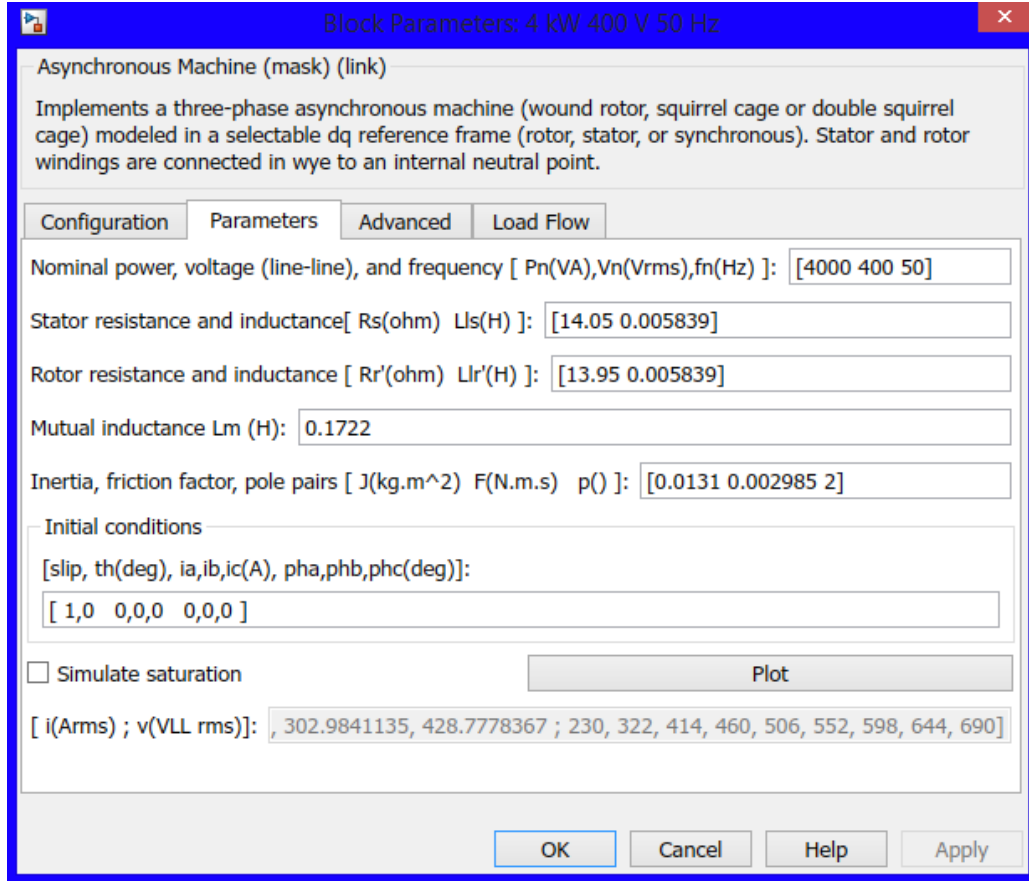 Block Parameters: 4 kW 400 V 50 Hz
Asynchronous Machine (mask) (link)
Implements a three-phase asynchronous machine (wound rotor, squirrel cage or double squirrel
cage) modeled in a selectable dq reference frame (rotor, stator, or synchronous). Stator and rotor
windings are connected in wye to an internal neutral point.
Configuration Parameters Advanced Load Flow
Nominal power, voltage (line-line), and frequency [ Pn(VA),Vn(Vrms),fn(Hz) ]: [4000 400 50]
Stator resistance and inductance[ Rs(ohm) Lls(H) ]: [14.05 0.005839]
Rotor resistance and inductance [ Rr'(ohm) Llr'(H) ]: [13.95 0.005839]
Mutual inductance Lm (H): 0.1722
Inertia, friction factor, pole pairs [ J(kg.m^2) F(N.m.s) p() ]: [0.0131 0.002985 2]
Initial conditions
[slip, th(deg), ia,ib,ic(A), pha,phb,phc(deg)]:
[ 1,0 0,0,0 0,0,0 ]
Simulate saturation Plot
[ i(Arms) ; v(VLL rms)]: , 302.9841135, 428.7778367 ; 230, 322, 414, 460, 506, 552, 598, 644, 690]
OK Cancel Help Apply